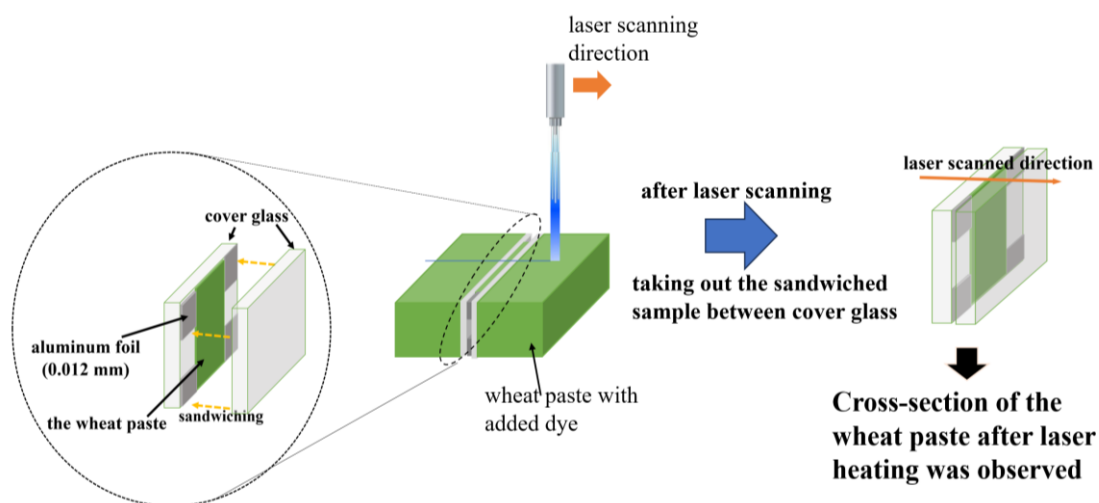 laser scanning
direction
cover glass
aluminum foil
(0.012 mm)
the wheat paste
sandwiching
wheat paste with
added dye
after laser scanning
taking out the sandwiched
sample between cover glass
laser scanned direction
Cross-section of the
wheat paste after laser
heating was observed